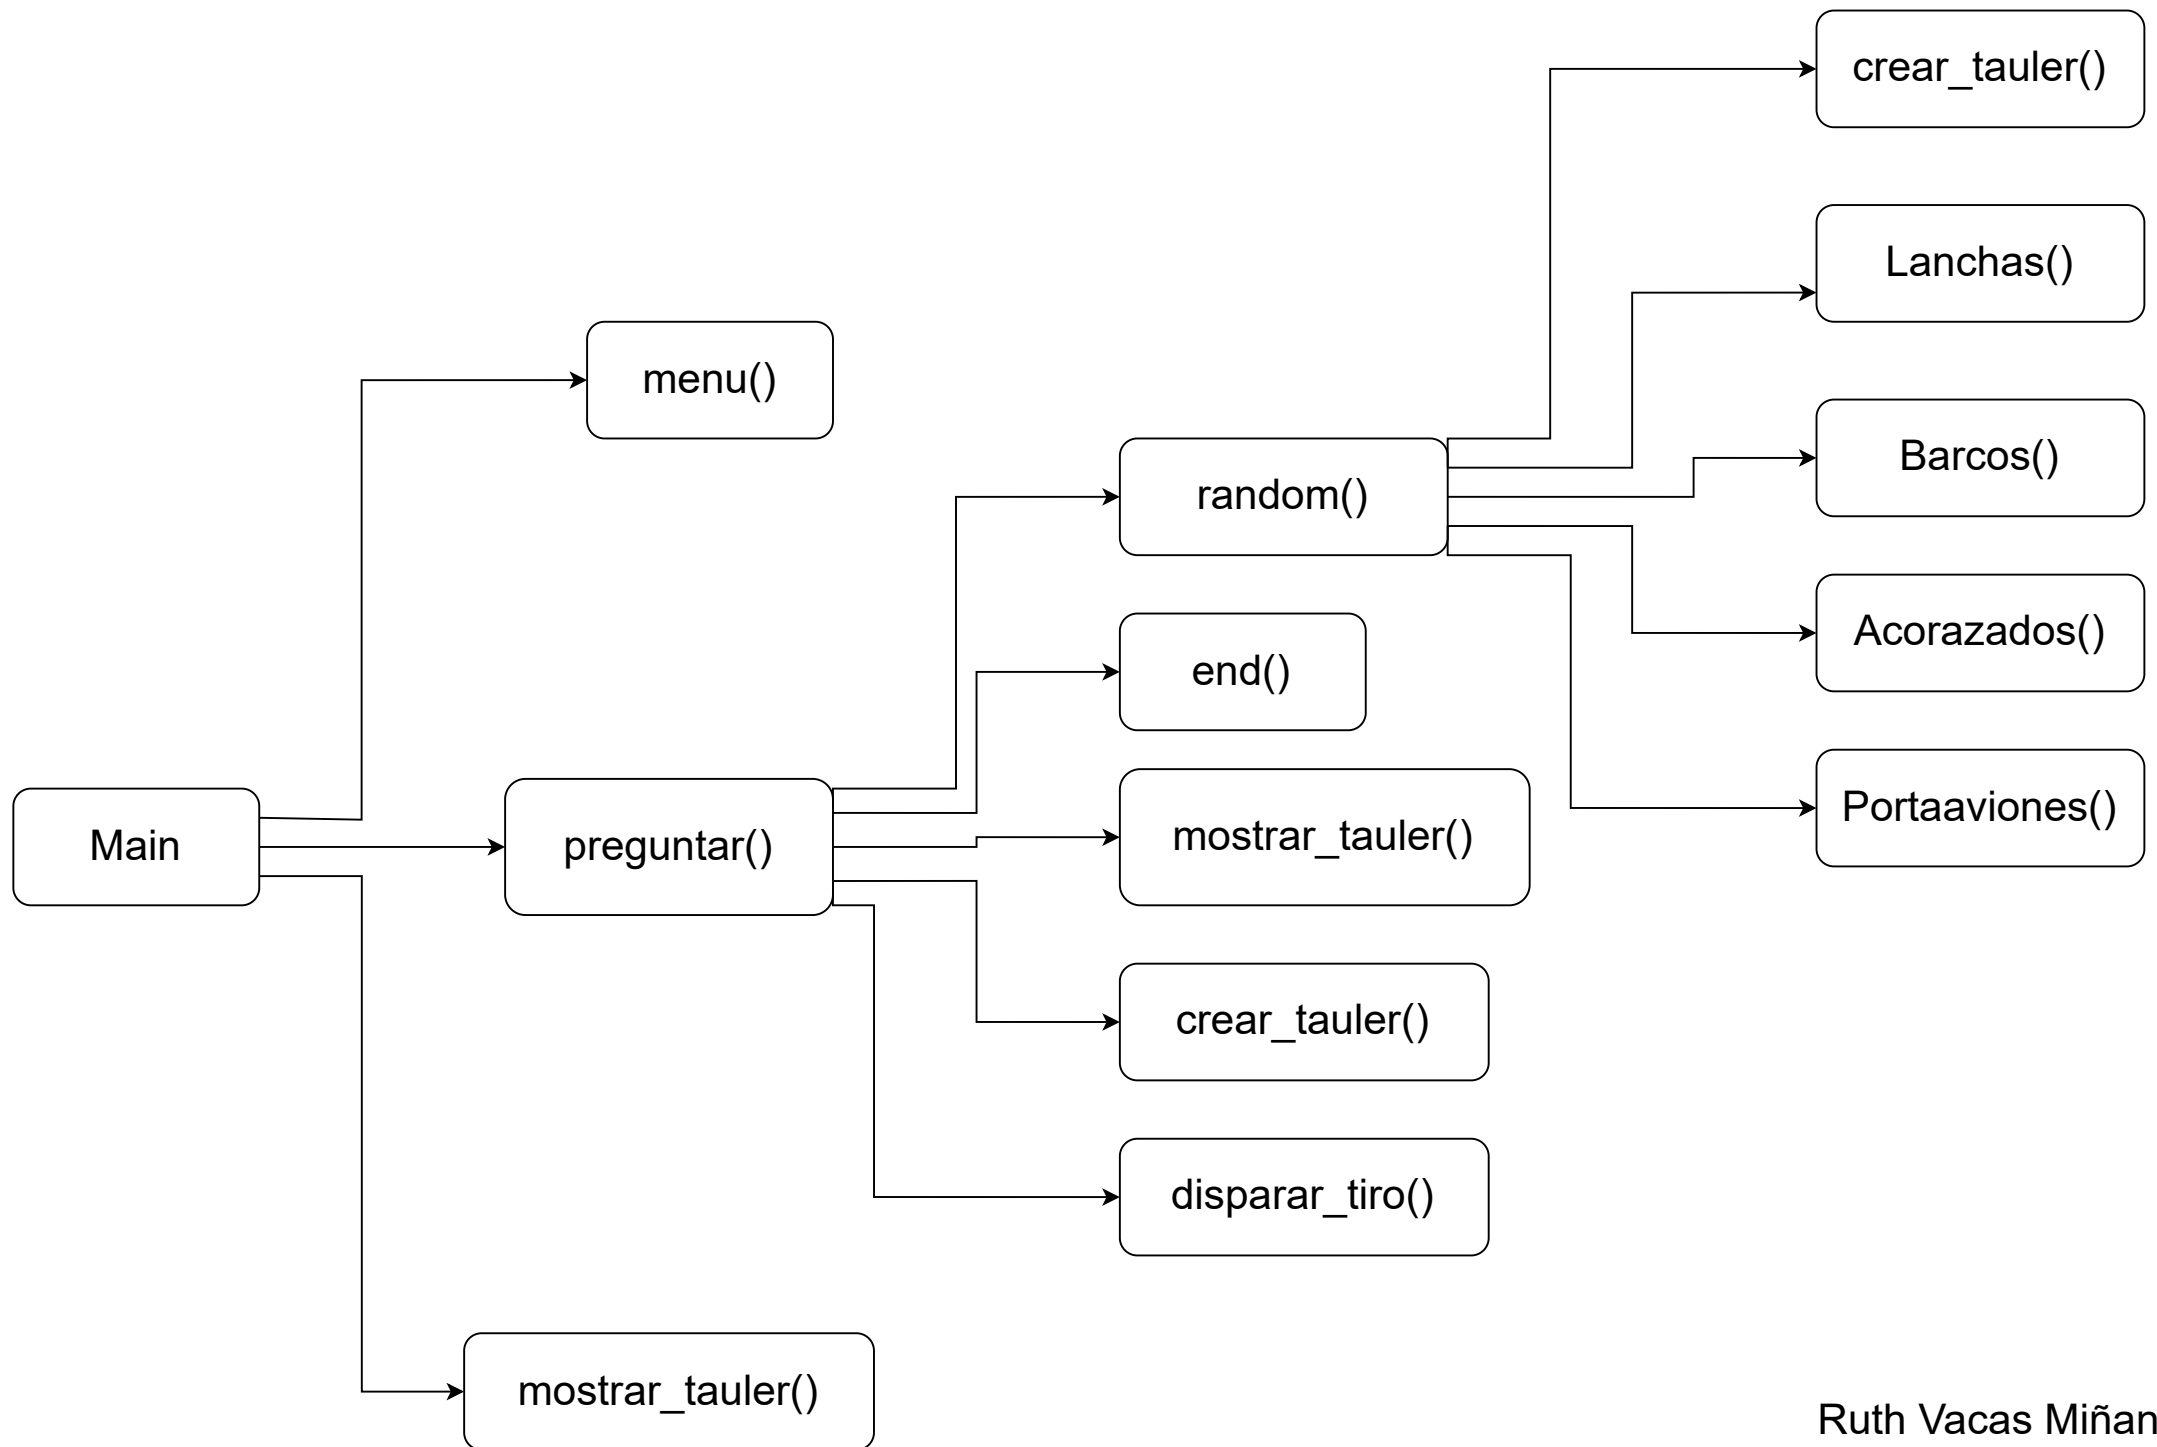 crear_tauler()
Lanchas()
menu()
Barcos()
random()
Acorazados()
end()
Portaaviones()
Main
preguntar()
mostrar_tauler()
crear_tauler()
disparar_tiro()
mostrar_tauler()
Ruth Vacas Miñan